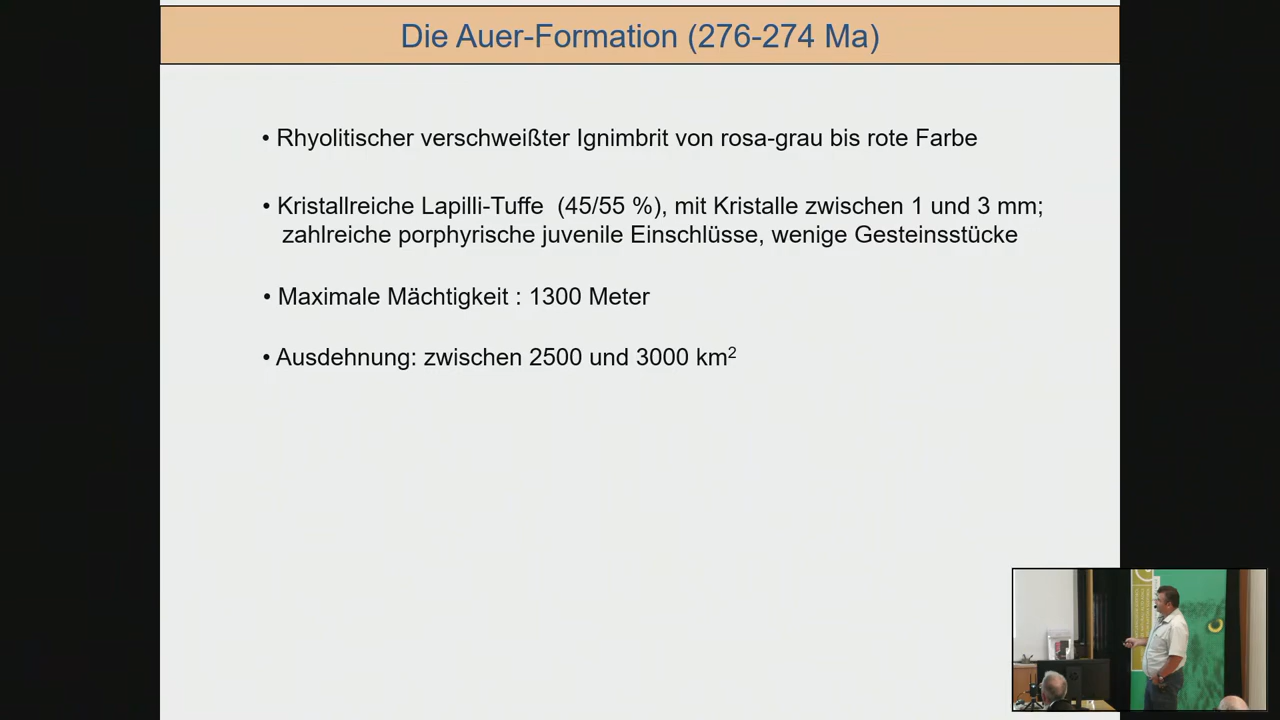 Die Auer-Formation (276-274 Ma)
• Rhyolitischer verschweißter Ignimbrit von rosa-grau bis rote Farbe
• Kristallreiche Lapilli-Tuffe (45/55 %), mit Kristalle zwischen 1 und 3 mm;
zahlreiche porphyrische juvenile Einschlüsse, wenige Gesteinsstücke
• Maximale Mächtigkeit : 1300 Meter
• Ausdehnung: zwischen 2500 und 3000 km²